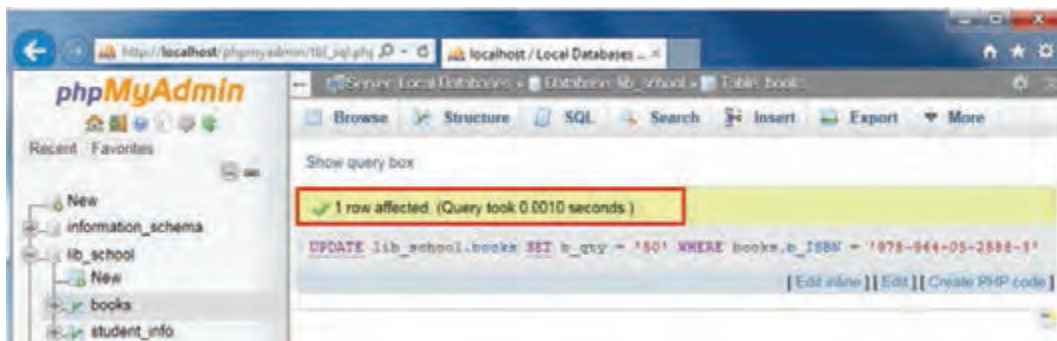 http://localhost/phpmyadmin/tbl_sql.php
localhost / Local Databases ...
phpMyAdmin
Recent Favorites
New
information_schema
lib_school
New
books
student_info
Server: Local Databases » Database: lib_school » Table: books
Browse Structure SQL Search Insert Export More
Show query box
1 row affected. (Query took 0.0010 seconds.)
UPDATE lib_school.books SET b_qty = '50' WHERE books.b_ISBN = '978-964-05-2588-5'
[ Edit inline ] [ Edit ] [ Create PHP code ]